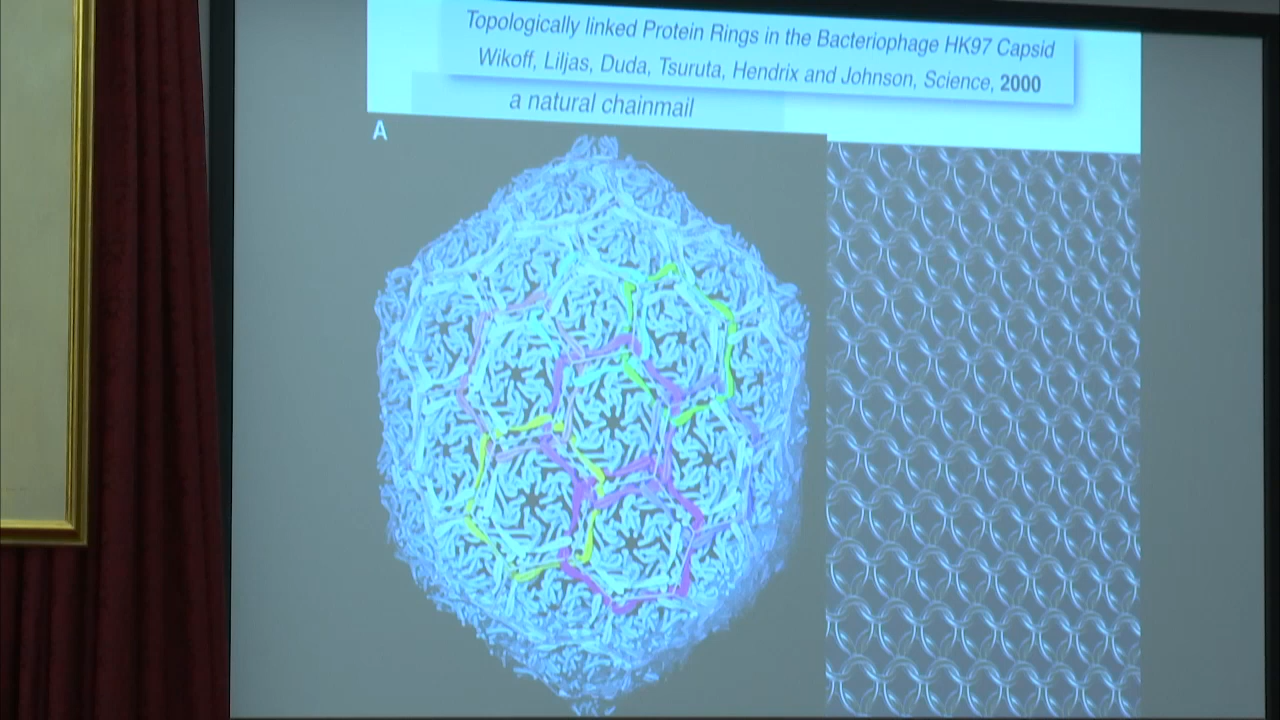 Topologically linked Protein Rings in the Bacteriophage HK97 Capsid
Wikoff, Liljas, Duda, Tsuruta, Hendrix and Johnson, Science, 2000
a natural chainmail
A